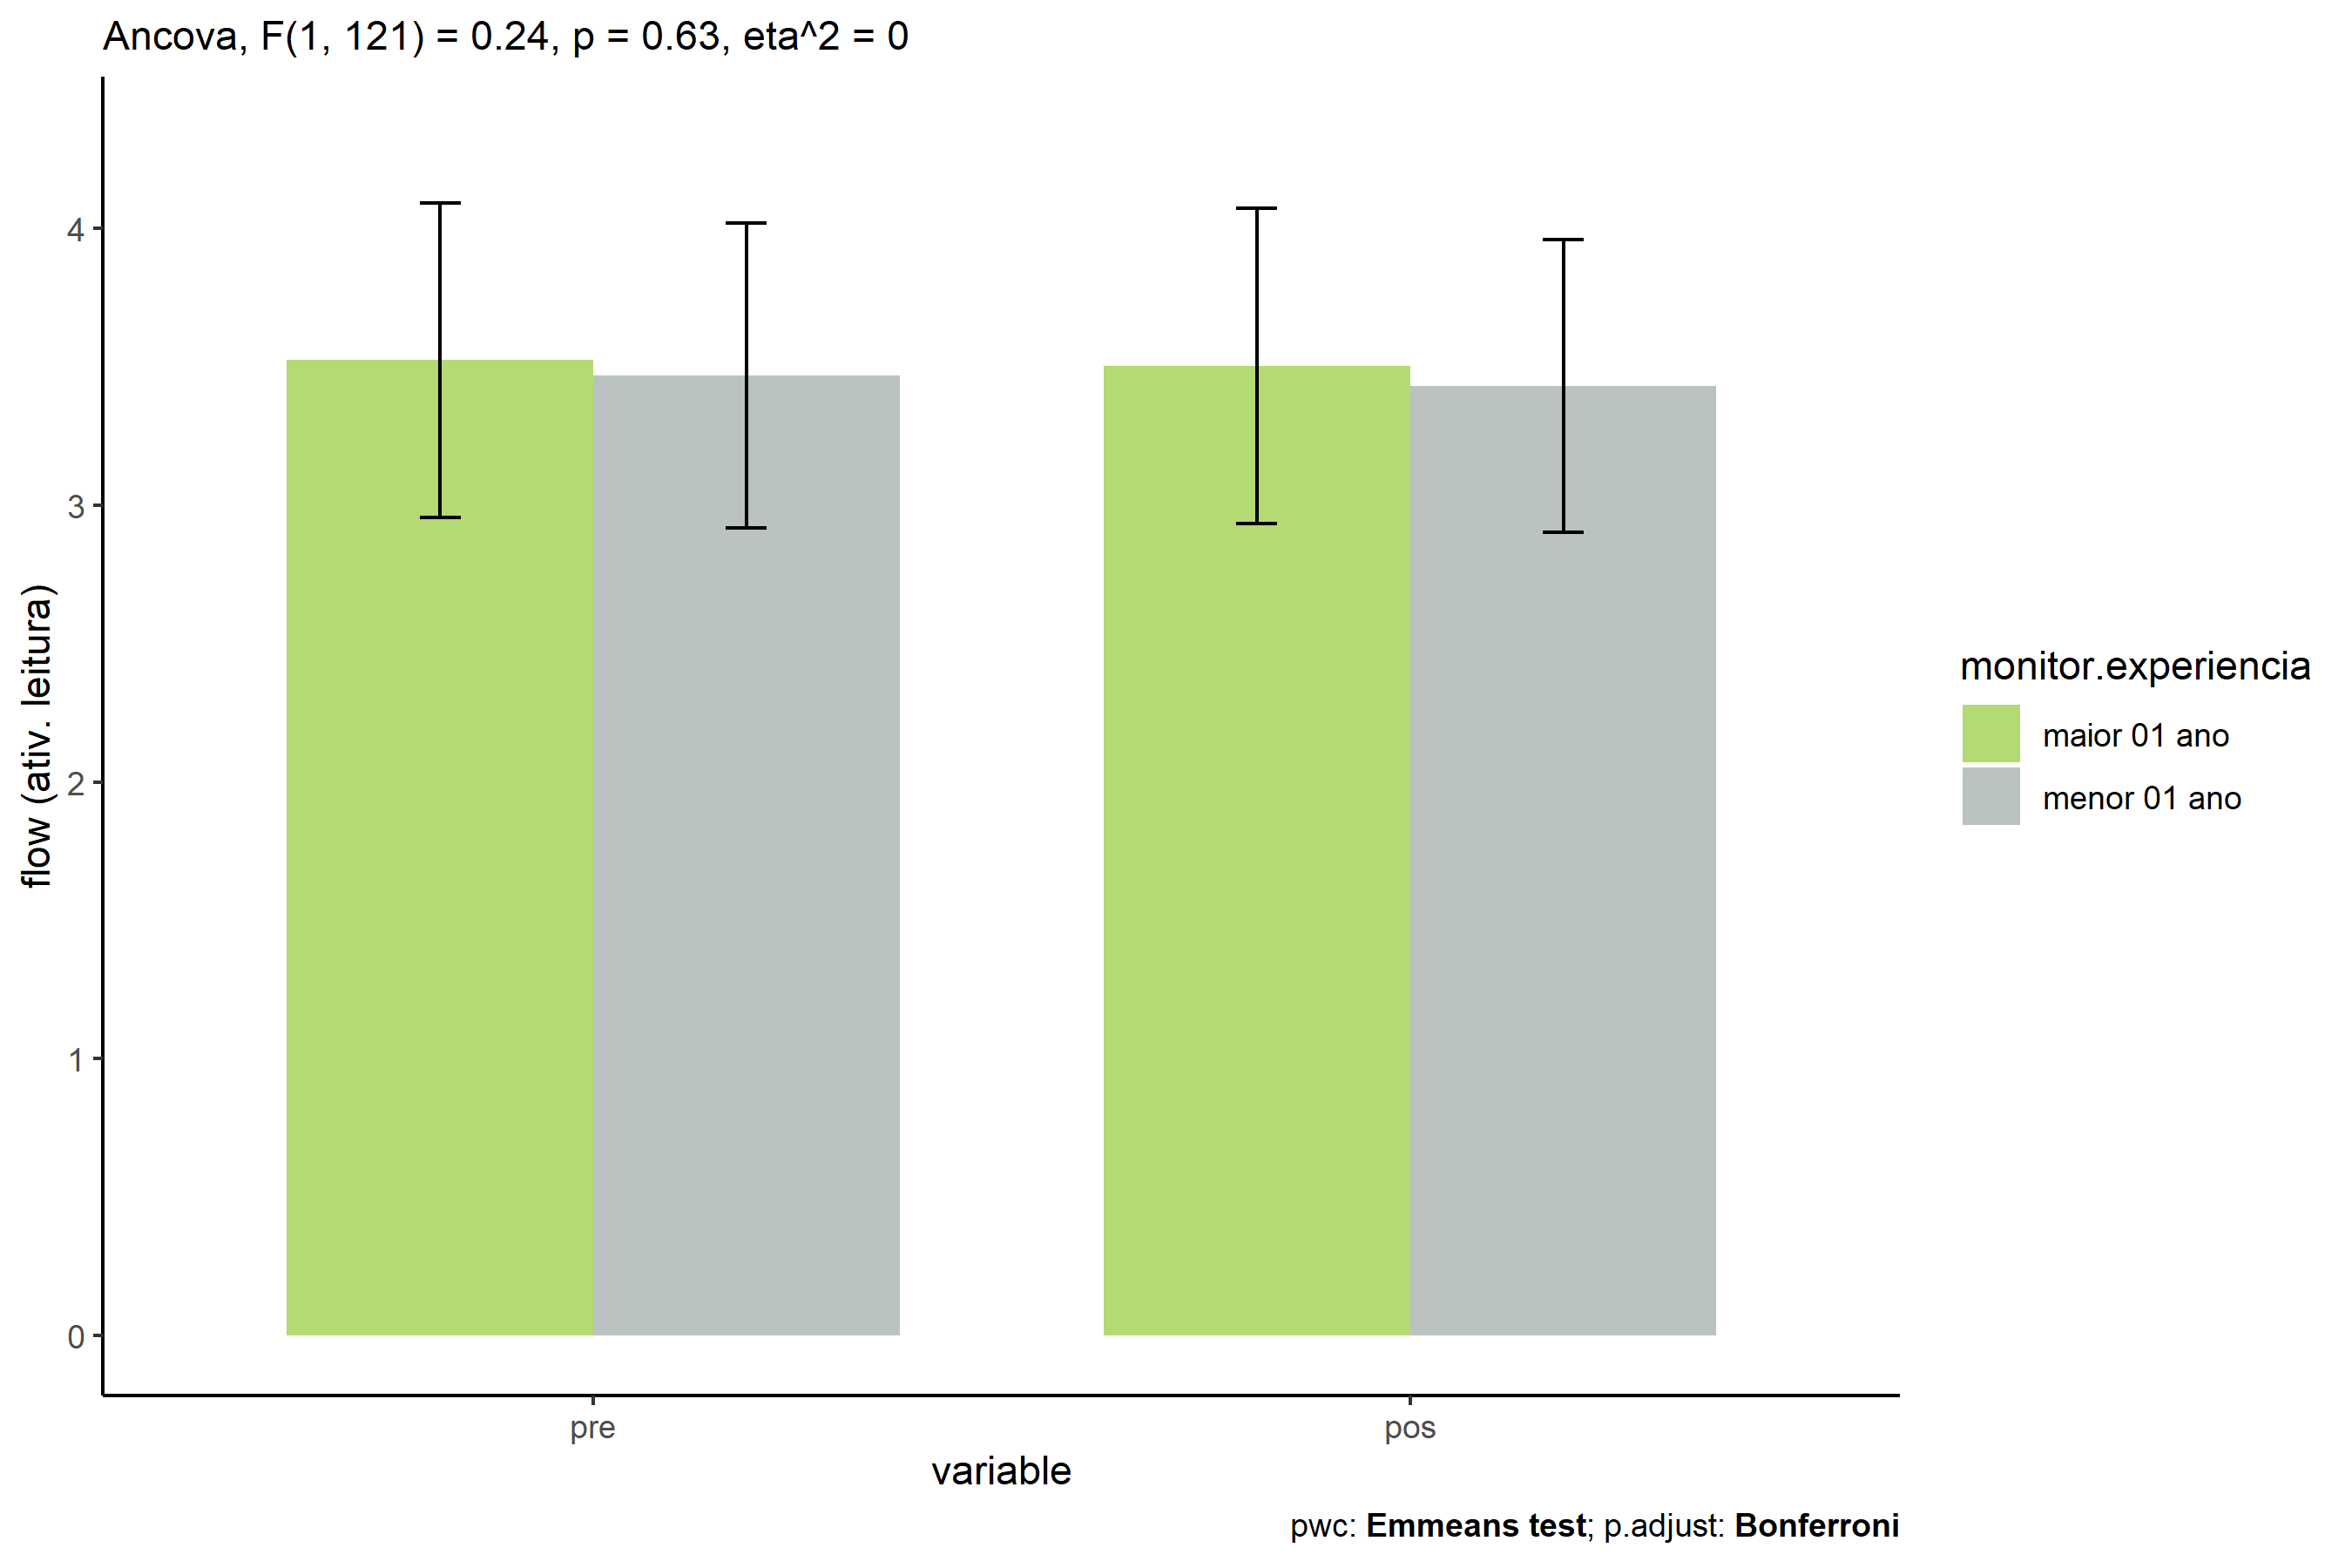 Ancova, F(1, 121) = 0.24, p = 0.63, eta^2 = 0
flow (ativ. leitura)
4
3
2
1
0
pre
pos
variable
monitor.experiencia
maior 01 ano
menor 01 ano
pwc: Emmeans test; p.adjust: Bonferroni